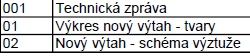 001 Technická zpráva
01 Výkres nový výtah - tvary
02 Nový výtah - schéma výztuže